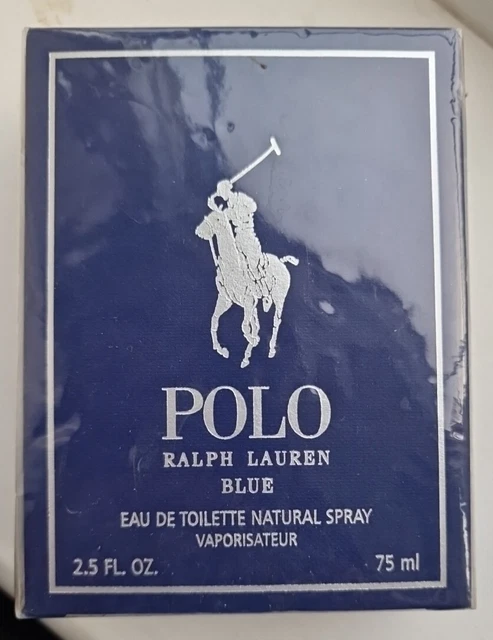 POLO
RALPH LAUREN
BLUE
EAU DE TOILETTE NATURAL SPRAY
VAPORISATEUR
2.5 FL. OZ. 75 ml